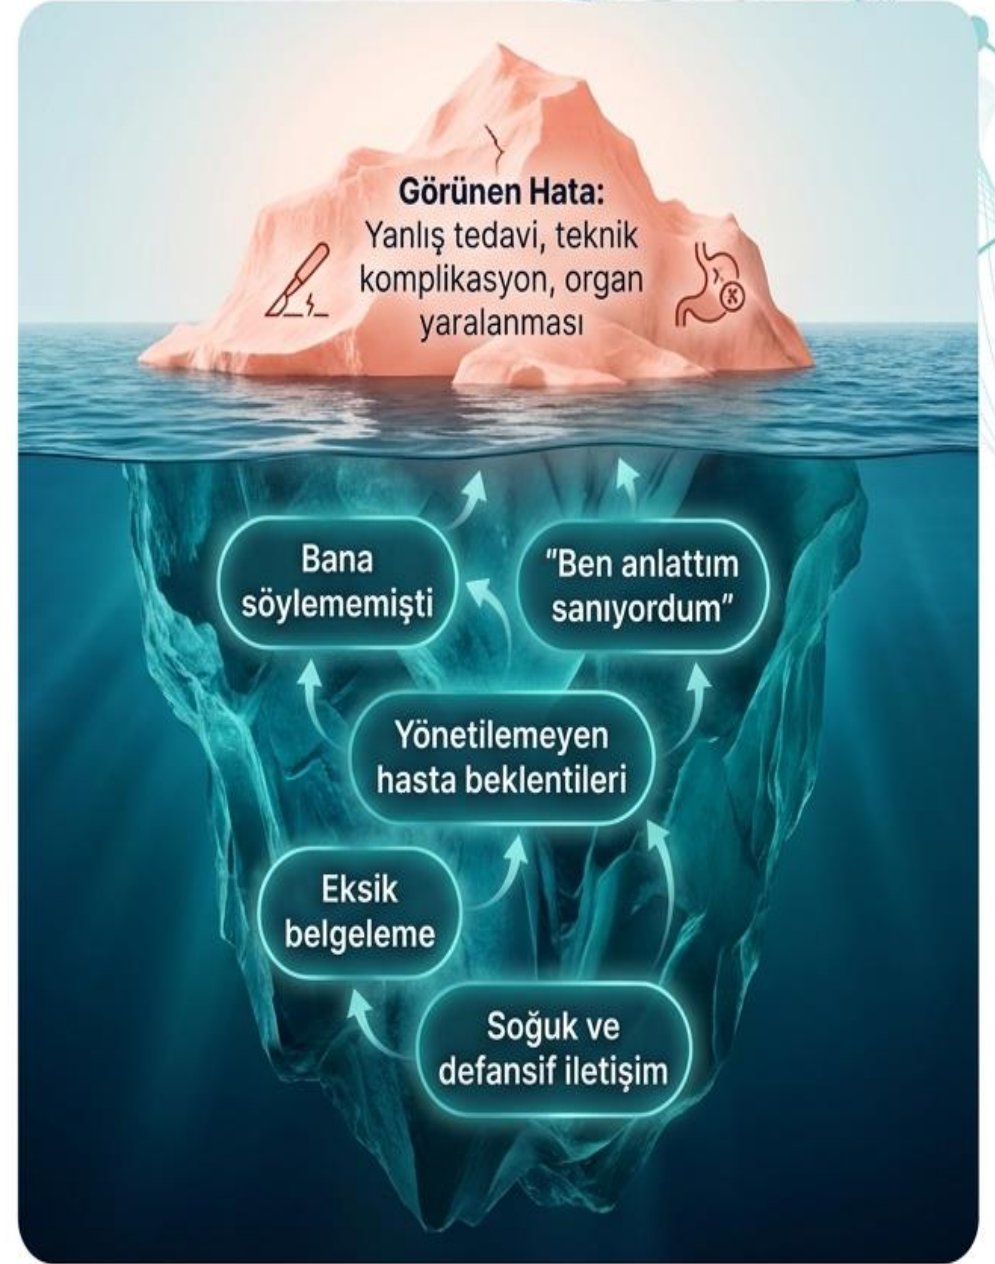 Görünen Hata:
Yanlış tedavi, teknik
komplikasyon, organ
yaralanması
Bana
söylememişti
"Ben anlattım
sanıyordum"
Yönetilemeyen
hasta beklentileri
Eksik
belgeleme
Soğuk ve
defansif iletişim